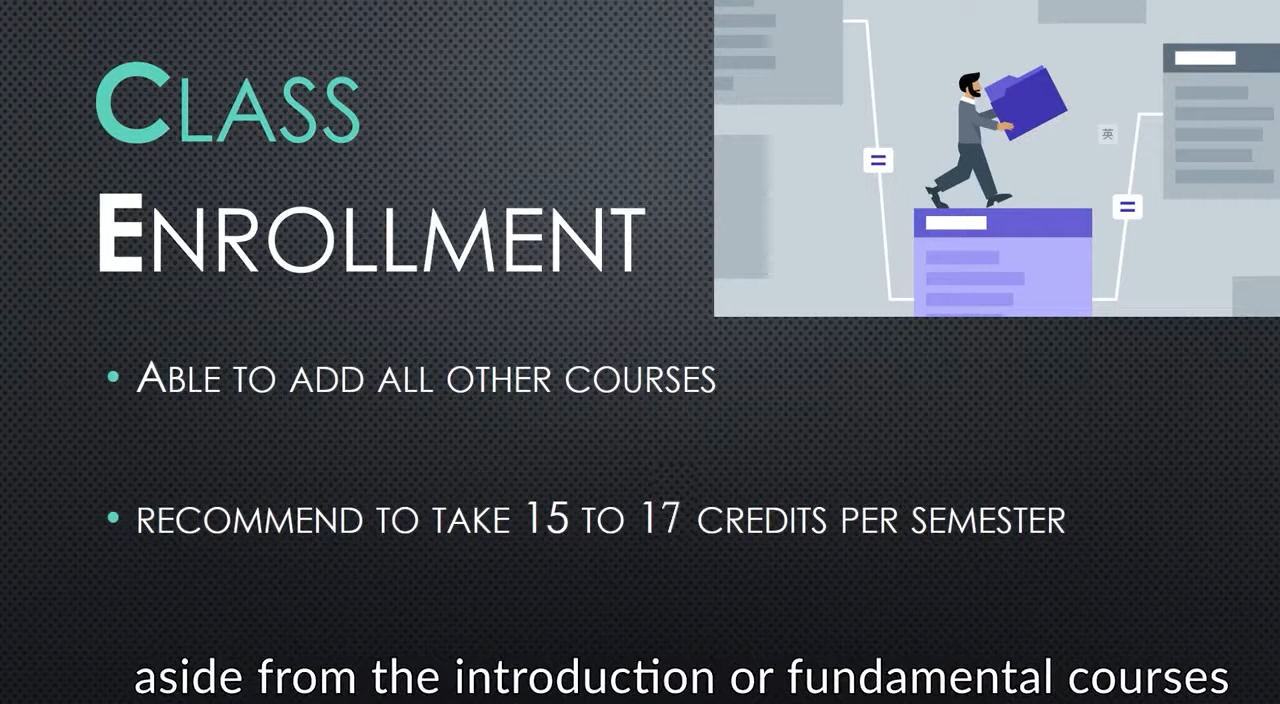 CLASS
ENROLLMENT
英
• ABLE TO ADD ALL OTHER COURSES
• RECOMMEND TO TAKE 15 TO 17 CREDITS PER SEMESTER
aside from the introduction or fundamental courses